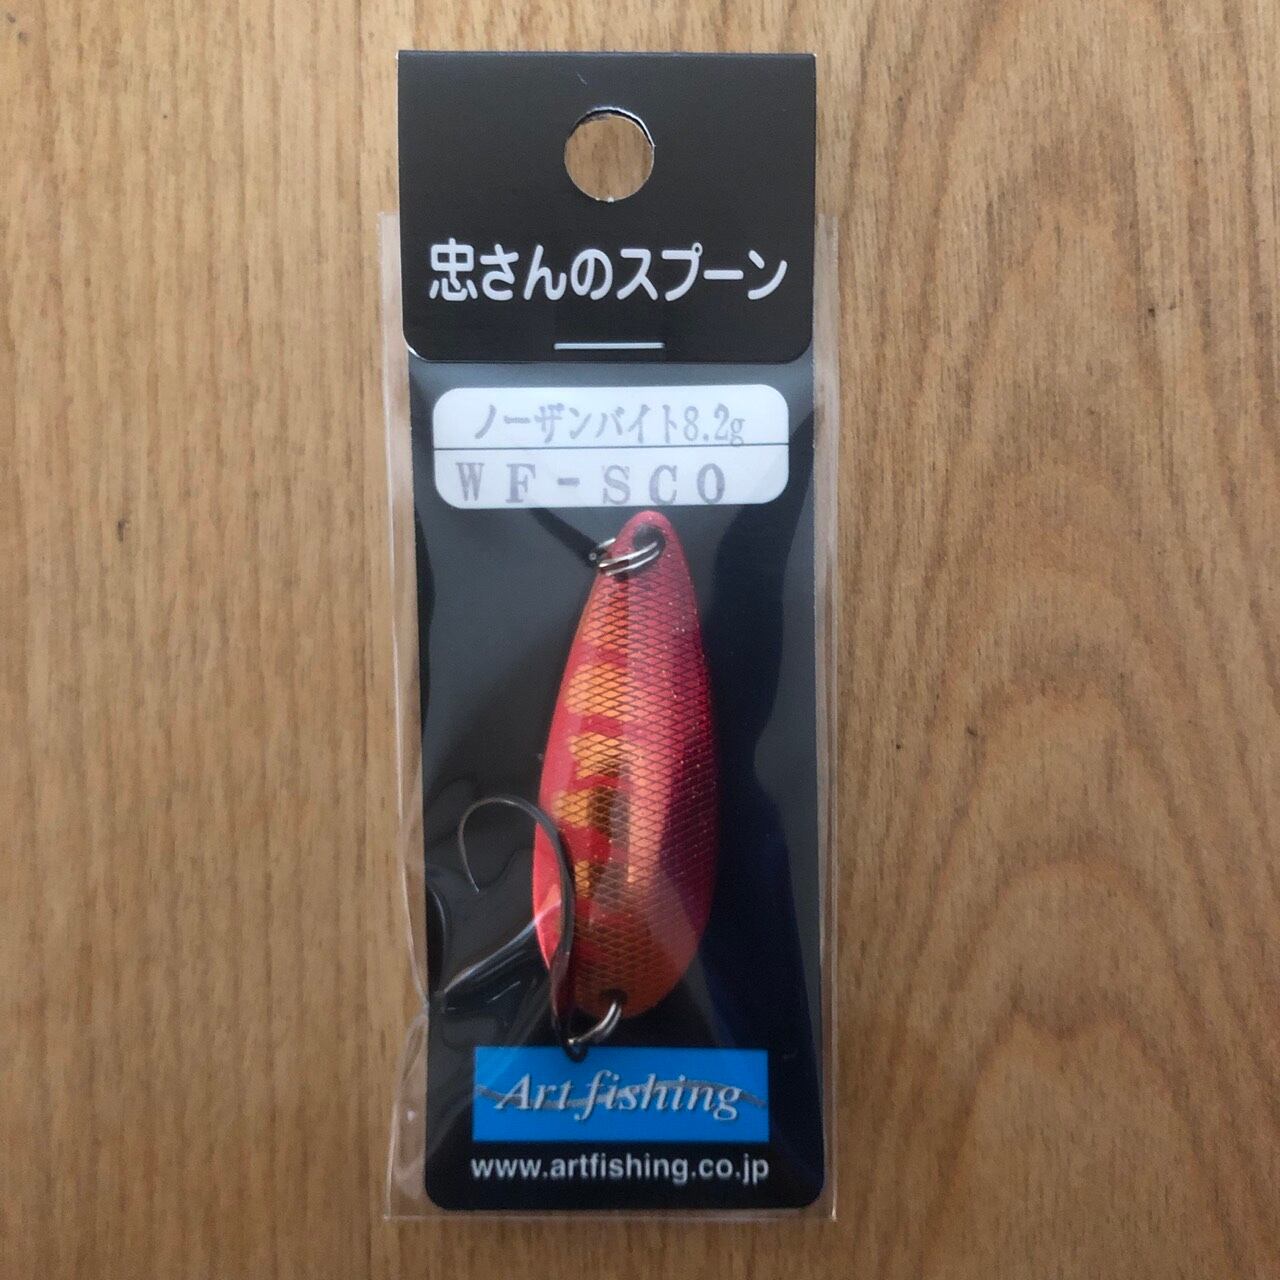 忠さんのスプーン
ノーザンバイト8.2g
WF-SCO
Art fishing
www.artfishing.co.jp